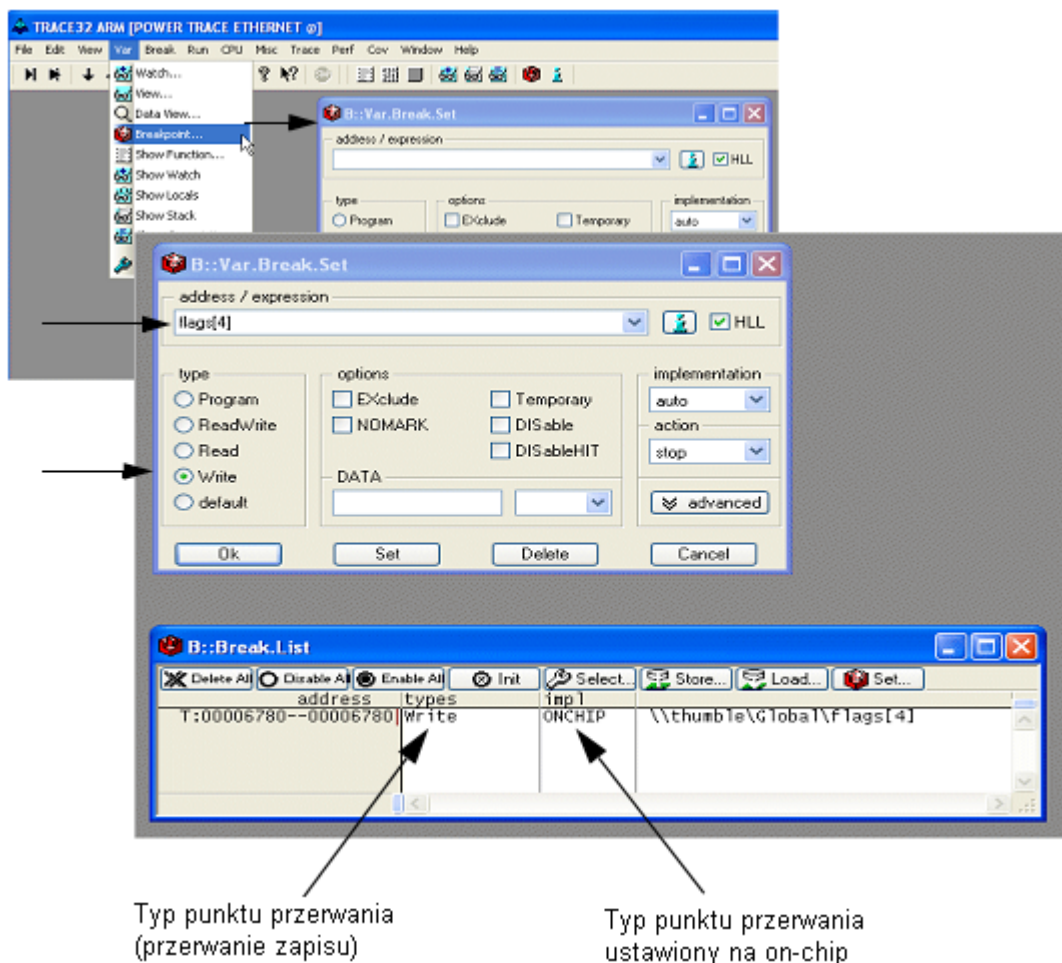 TRACE32 ARM [POWER TRACE ETHERNET @]
File Edit View Var Break Run CPU Misc Trace Perf Cov Window Help
Watch...
View...
Data View...
Breakpoint...
Show Function...
Show Watch
Show Locals
Show Stack
B::Var.Break.Set
address / expression
HLL
type options implementation
Program EXclude Temporary auto
B::Var.Break.Set
address / expression
flags[4] HLL
type options implementation
Program EXclude Temporary auto
ReadWrite NOMARK DISable action
Read DISableHIT stop
Write DATA
default advanced
Ok Set Delete Cancel
B::Break.List
Delete All Disable All Enable All Init Select... Store... Load... Set...
address types impl
T:00006780--00006780 Write ONCHIP \\thumble\Global\flags[4]
Typ punktu przerwania
(przerwanie zapisu)
Typ punktu przerwania
ustawiony na on-chip